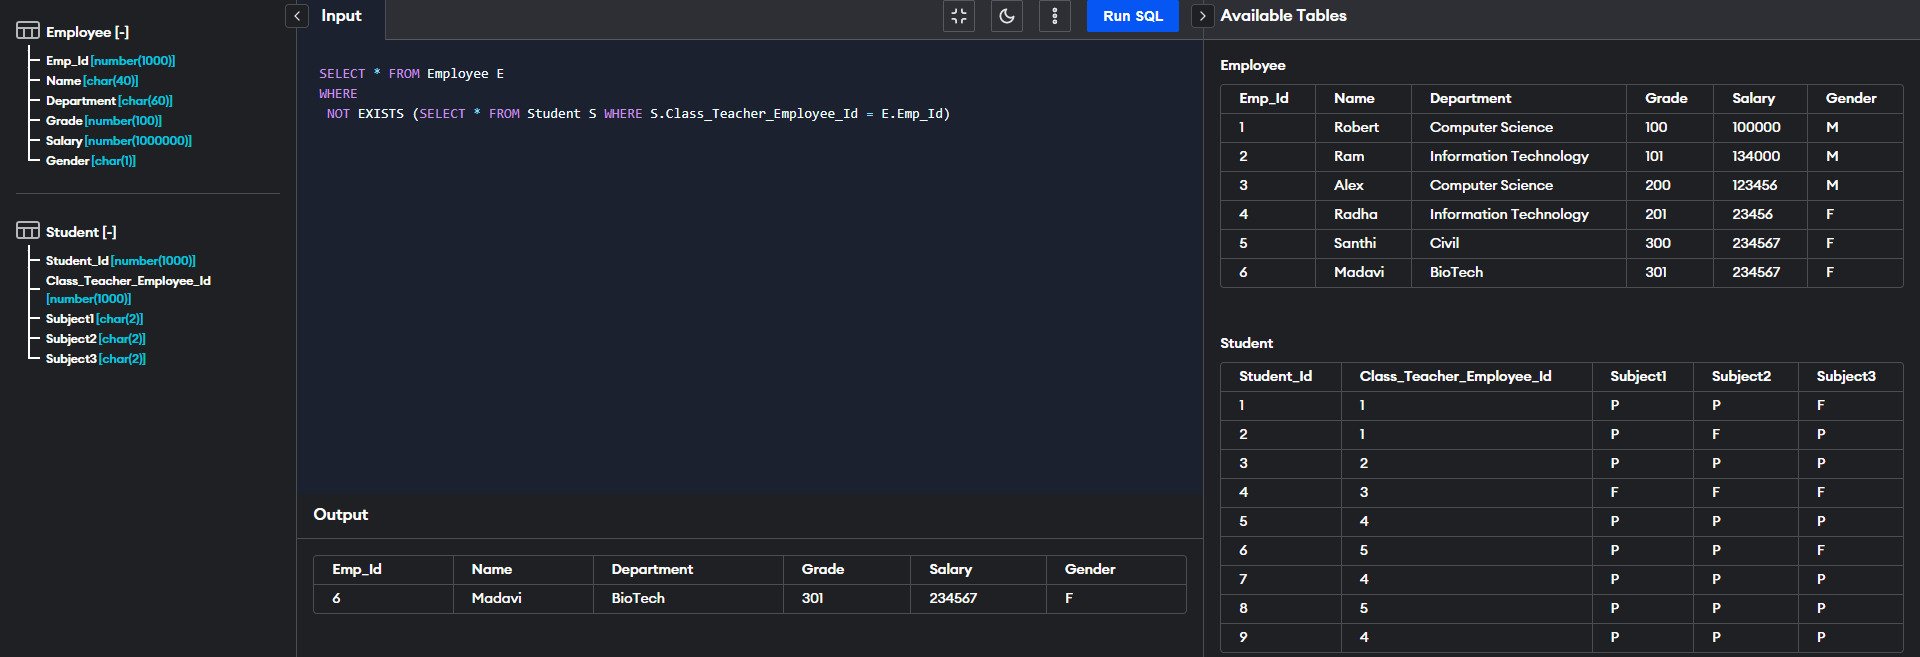 Employee [-]
Emp_Id [number(1000)]
Name [char(40)]
Department [char(60)]
Grade [number(100)]
Salary [number(1000000)]
Gender [char(1)]
Student [-]
Student_Id [number(1000)]
Class_Teacher_Employee_Id
[number(1000)]
Subject1 [char(2)]
Subject2 [char(2)]
Subject3 [char(2)]
Input
Run SQL
SELECT * FROM Employee E
WHERE
NOT EXISTS (SELECT * FROM Student S WHERE S.Class_Teacher_Employee_Id = E.Emp_Id)
Output
Emp_Id Name Department Grade Salary Gender
6 Madavi BioTech 301 234567 F
Available Tables
Employee
Emp_Id Name Department Grade Salary Gender
1 Robert Computer Science 100 100000 M
2 Ram Information Technology 101 134000 M
3 Alex Computer Science 200 123456 M
4 Radha Information Technology 201 23456 F
5 Santhi Civil 300 234567 F
6 Madavi BioTech 301 234567 F
Student
Student_Id Class_Teacher_Employee_Id Subject1 Subject2 Subject3
1 1 P P F
2 1 P F P
3 2 P P P
4 3 F F F
5 4 P P P
6 5 P P F
7 4 P P P
8 5 P P P
9 4 P P P